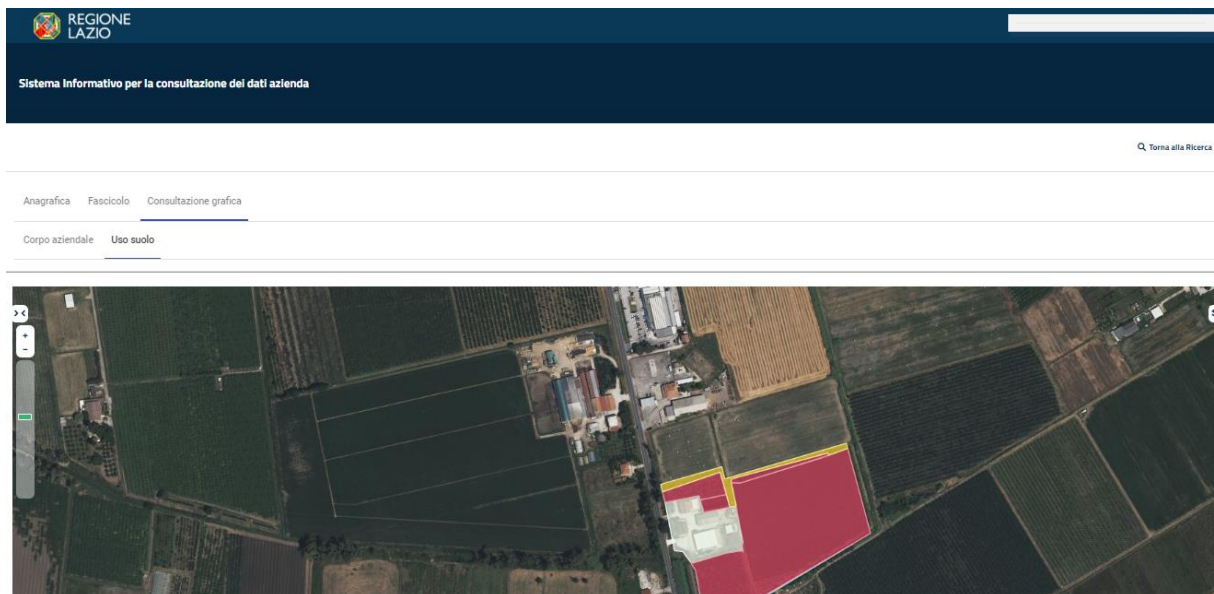 REGIONE
LAZIO
Sistema Informativo per la consultazione dei dati azienda
Torna alla Ricerca
Anagrafica Fascicolo Consultazione grafica
Corpo aziendale Uso suolo
+
-